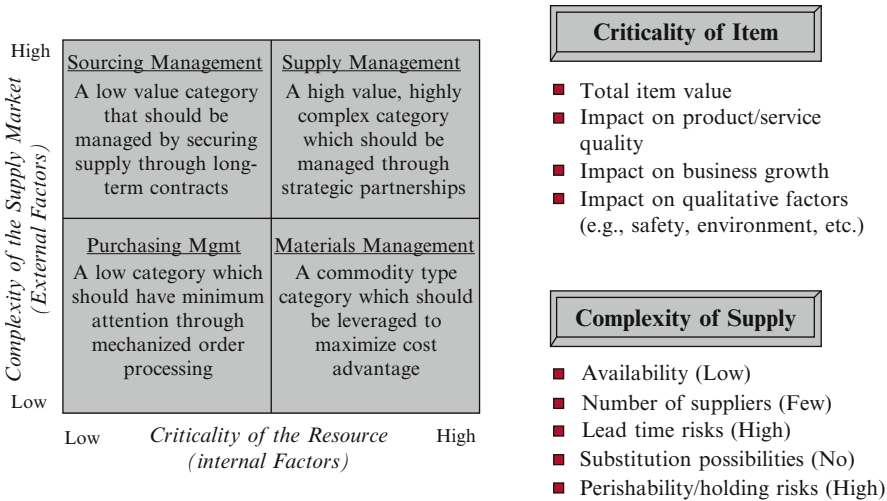 High
Complexity of the Supply Market
(External Factors)
Low
Sourcing Management
A low value category
that should be
managed by securing
supply through long-
term contracts
Supply Management
A high value, highly
complex category
which should be
managed through
strategic partnerships
Purchasing Mgmt
A low category which
should have minimum
attention through
mechanized order
processing
Materials Management
A commodity type
category which should
be leveraged to
maximize cost
advantage
Low
Criticality of the Resource
(internal Factors)
High
Criticality of Item
Total item value
Impact on product/service
quality
Impact on business growth
Impact on qualitative factors
(e.g., safety, environment, etc.)
Complexity of Supply
Availability (Low)
Number of suppliers (Few)
Lead time risks (High)
Substitution possibilities (No)
Perishability/holding risks (High)